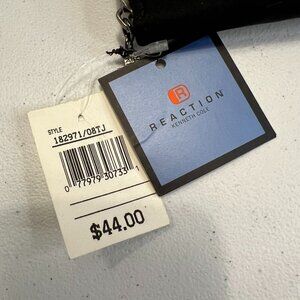 STYLE
182971/08TJ
0 77979 30733 1
$44.00
R
REACTION
KENNETH COLE